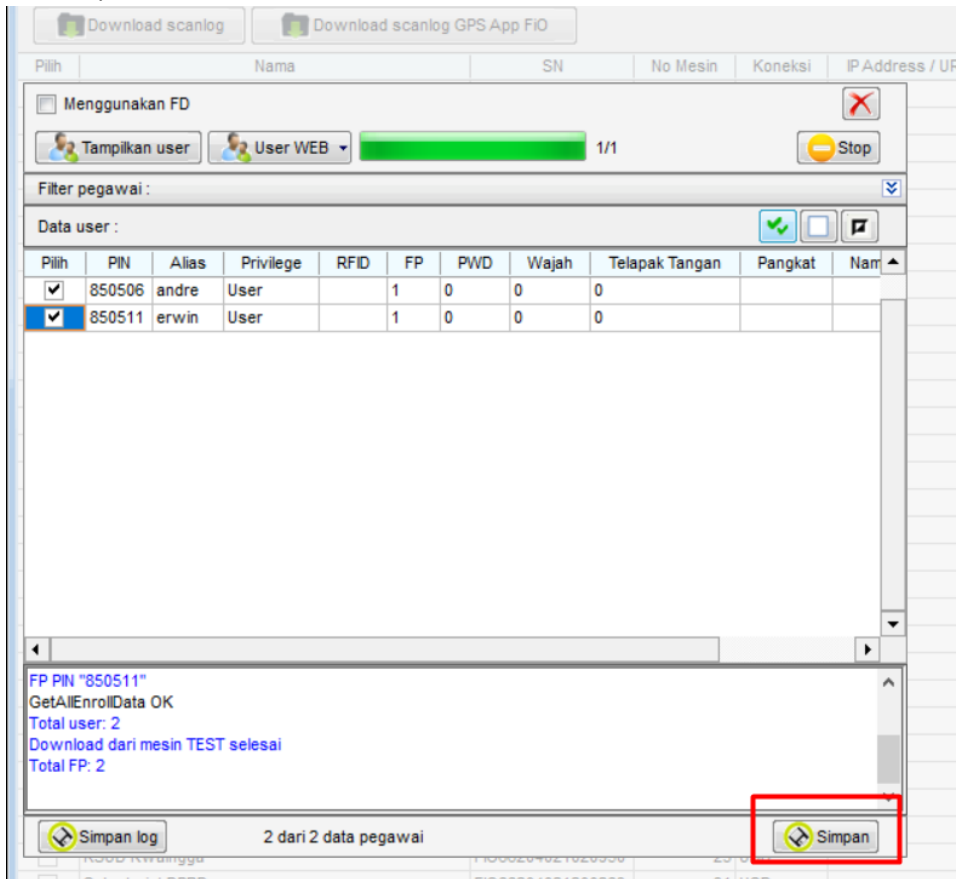 Download scanlog Download scanlog GPS App FiO
Pilih Nama SN No Mesin Koneksi IP Address / UR
Menggunakan FD
Tampilkan user User WEB 1/1 Stop
Filter pegawai :
Data user :
Pilih PIN Alias Privilege RFID FP PWD Wajah Telapak Tangan Pangkat Nam
850506 andre User 1 0 0 0
850511 erwin User 1 0 0 0
FP PIN "850511"
GetAllEnrollData OK
Total user: 2
Download dari mesin TEST selesai
Total FP: 2
Simpan log 2 dari 2 data pegawai Simpan